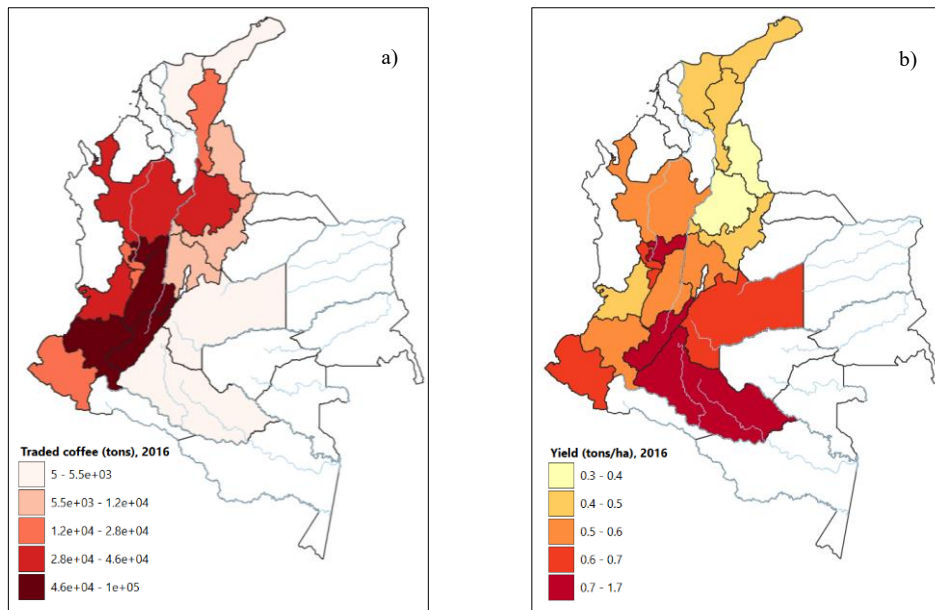 a)
Traded coffee (tons), 2016
5 - 5.5e+03
5.5e+03 - 1.2e+04
1.2e+04 - 2.8e+04
2.8e+04 - 4.6e+04
4.6e+04 - 1e+05
b)
Yield (tons/ha), 2016
0.3 - 0.4
0.4 - 0.5
0.5 - 0.6
0.6 - 0.7
0.7 - 1.7